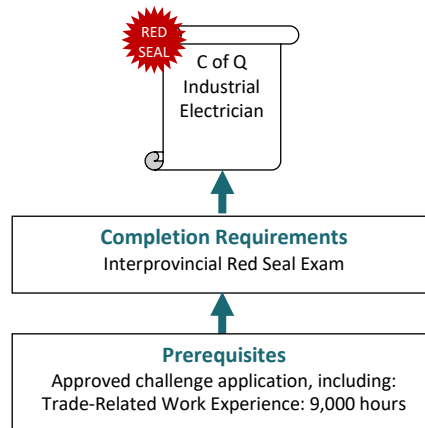 RED
SEAL
C of Q
Industrial
Electrician
Completion Requirements
Interprovincial Red Seal Exam
Prerequisites
Approved challenge application, including:
Trade-Related Work Experience: 9,000 hours